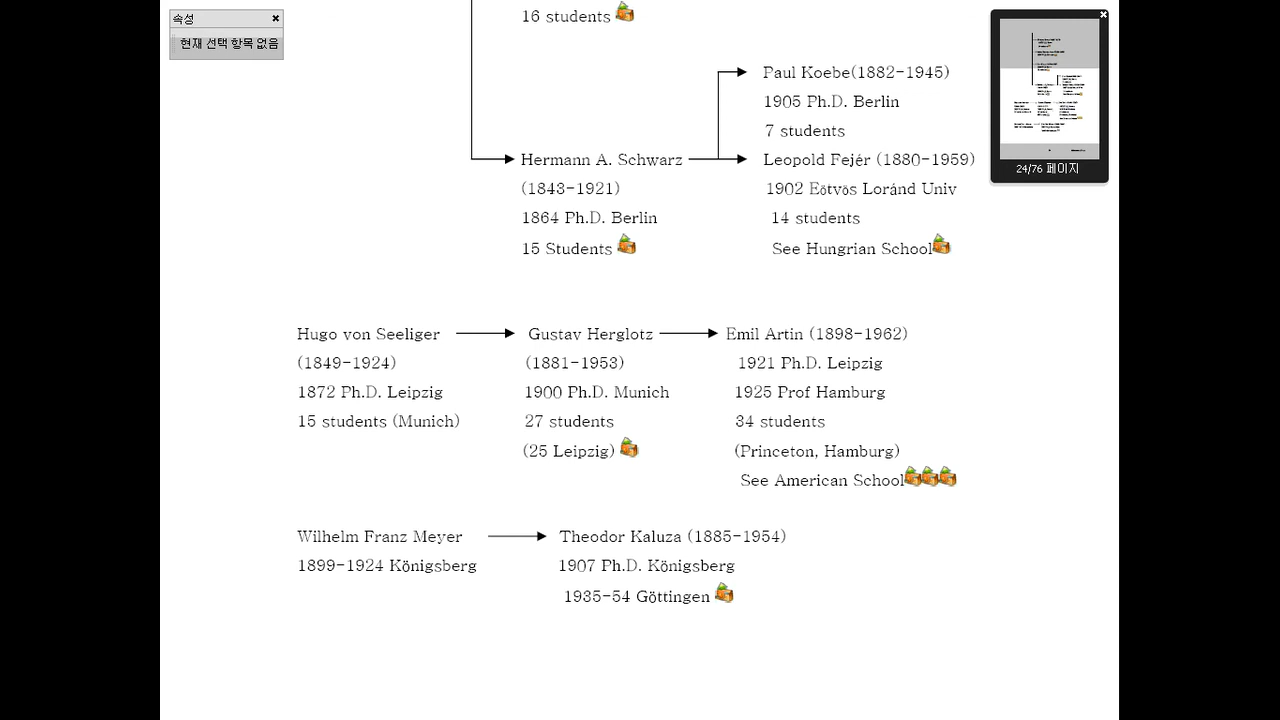 속성
현재 선택 항목 없음
16 students
Paul Koebe(1882-1945)
1905 Ph.D. Berlin
7 students
Hermann A. Schwarz
(1843-1921)
1864 Ph.D. Berlin
15 Students
Leopold Fejér (1880-1959)
1902 Eötvös Loránd Univ
14 students
See Hungrian School
24/76 페이지
Hugo von Seeliger
(1849-1924)
1872 Ph.D. Leipzig
15 students (Munich)
Gustav Herglotz
(1881-1953)
1900 Ph.D. Munich
27 students
(25 Leipzig)
Emil Artin (1898-1962)
1921 Ph.D. Leipzig
1925 Prof Hamburg
34 students
(Princeton, Hamburg)
See American School
Wilhelm Franz Meyer
1899-1924 Königsberg
Theodor Kaluza (1885-1954)
1907 Ph.D. Königsberg
1935-54 Göttingen